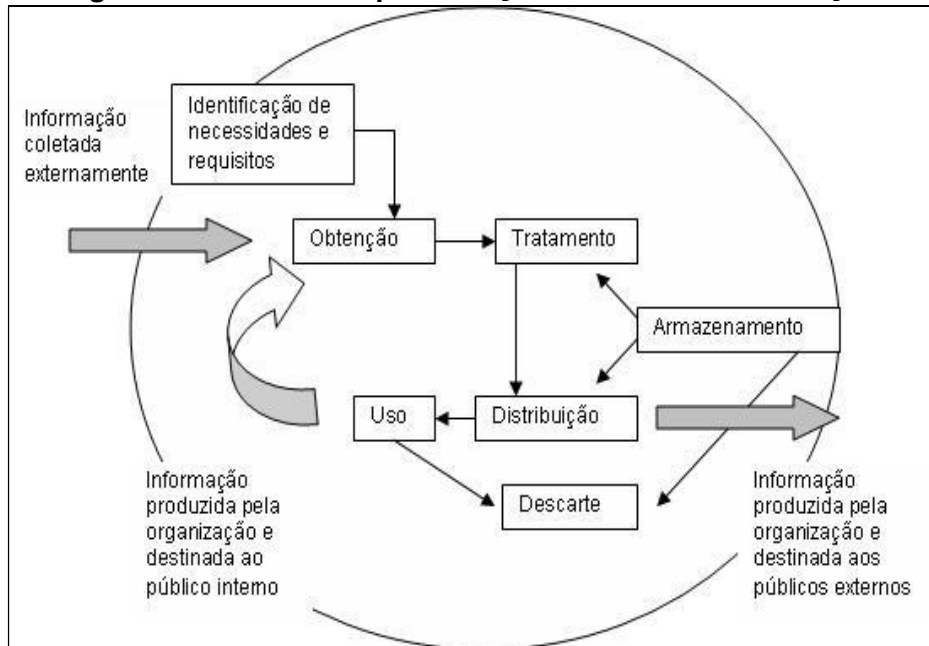 Identificação de
necessidades e
requisitos
Informação
coletada
externamente
Obtenção
Tratamento
Armazenamento
Uso
Distribuição
Descarte
Informação
produzida pela
organização e
destinada ao
público interno
Informação
produzida pela
organização e
destinada aos
públicos externos